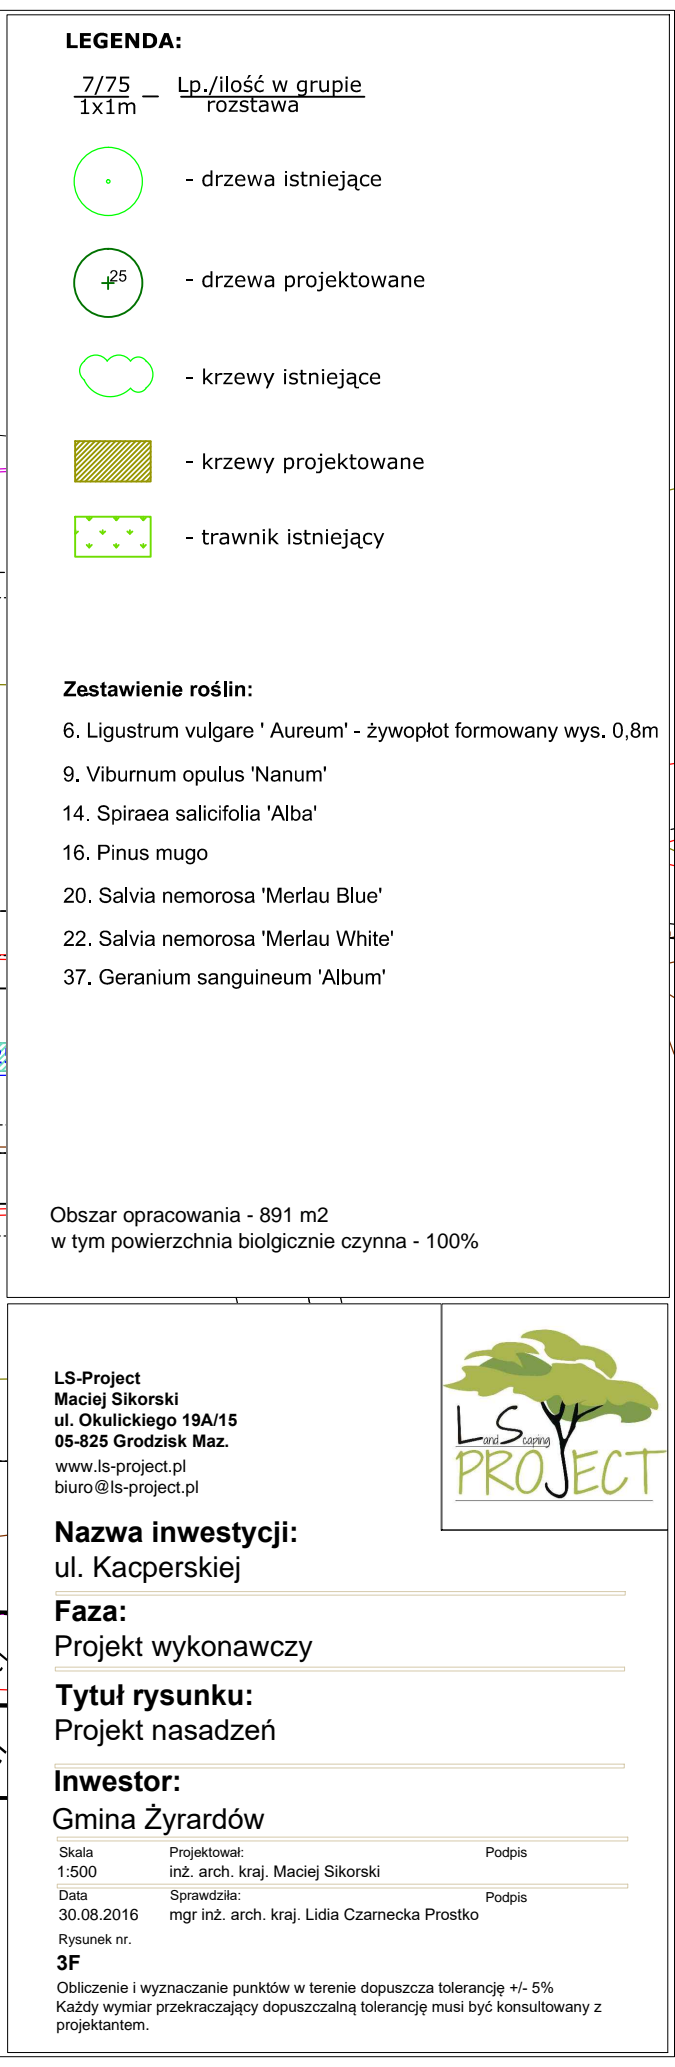 LEGENDA:
7/75 — Lp./ilość w grupie
1x1m rozstawa
- drzewa istniejące
25 - drzewa projektowane
- krzewy istniejące
- krzewy projektowane
- trawnik istniejący
Zestawienie roślin:
6. Ligustrum vulgare ' Aureum' - żywopłot formowany wys. 0,8m
9. Viburnum opulus 'Nanum'
14. Spiraea salicifolia 'Alba'
16. Pinus mugo
20. Salvia nemorosa 'Merlau Blue'
22. Salvia nemorosa 'Merlau White'
37. Geranium sanguineum 'Album'
Obszar opracowania - 891 m2
w tym powierzchnia biolgicznie czynna - 100%
LS-Project
Maciej Sikorski
ul. Okulickiego 19A/15
05-825 Grodzisk Maz.
www.ls-project.pl
biuro@ls-project.pl
Land Scaping
PROJECT
Nazwa inwestycji:
ul. Kacperskiej
Faza:
Projekt wykonawczy
Tytuł rysunku:
Projekt nasadzeń
Inwestor:
Gmina Żyrardów
Skala Projektował: Podpis
1:500 inż. arch. kraj. Maciej Sikorski
Data Sprawdziła: Podpis
30.08.2016 mgr inż. arch. kraj. Lidia Czarnecka Prostko
Rysunek nr.
3F
Obliczenie i wyznaczanie punktów w terenie dopuszcza tolerancję +/- 5%
Każdy wymiar przekraczający dopuszczalną tolerancję musi być konsultowany z
projektantem.